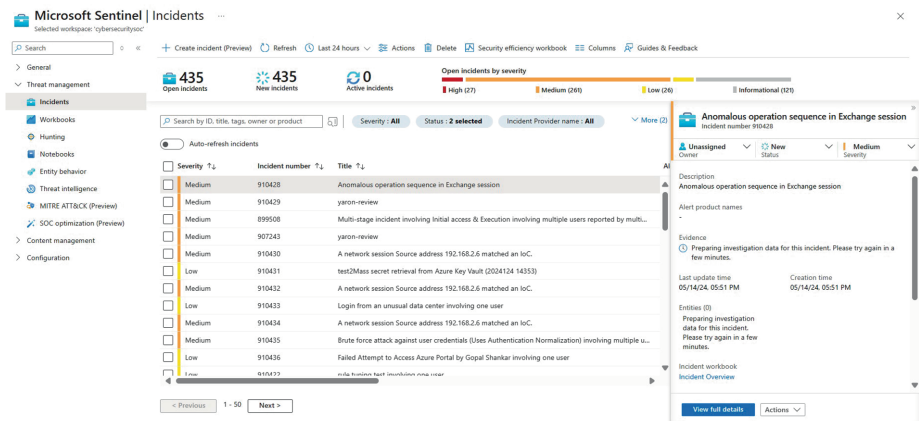 Microsoft Sentinel | Incidents ...
Selected workspace: 'cybersecuritysoc'
Search
General
Threat management
Incidents
Workbooks
Hunting
Notebooks
Entity behavior
Threat intelligence
MITRE ATT&CK (Preview)
SOC optimization (Preview)
Content management
Configuration
+ Create incident (Preview) Refresh Last 24 hours Actions Delete Security efficiency workbook Columns Guides & Feedback
435 Open incidents
435 New incidents
0 Active incidents
Open incidents by severity
High (27) Medium (261) Low (26) Informational (121)
Search by ID, title, tags, owner or product
Severity : All Status : 2 selected Incident Provider name : All More (2)
Auto-refresh incidents
Severity ↑↓ Incident number ↑↓ Title ↑↓ Al
Medium 910428 Anomalous operation sequence in Exchange session
Medium 910429 yaron-review
Medium 899508 Multi-stage incident involving Initial access & Execution involving multiple users reported by multi...
Medium 907243 yaron-review
Medium 910430 A network session Source address 192.168.2.6 matched an IoC.
Low 910431 test2Mass secret retrieval from Azure Key Vault (2024124 14353)
Medium 910432 A network session Source address 192.168.2.6 matched an IoC.
Low 910433 Login from an unusual data center involving one user
Medium 910434 A network session Source address 192.168.2.6 matched an IoC.
Medium 910435 Brute force attack against user credentials (Uses Authentication Normalization) involving multiple u...
Low 910436 Failed Attempt to Access Azure Portal by Gopal Shankar involving one user
Low 910422 rule tuning test involving one user
< Previous 1 - 50 Next >
Anomalous operation sequence in Exchange session
Incident number 910428
Unassigned New Medium
Owner Status Severity
Description
Anomalous operation sequence in Exchange session
Alert product names
-
Evidence
Preparing investigation data for this incident. Please try again in a
few minutes.
Last update time Creation time
05/14/24, 05:51 PM 05/14/24, 05:51 PM
Entities (0)
Preparing investigation
data for this incident.
Please try again in a few
minutes.
Incident workbook
Incident Overview
View full details Actions